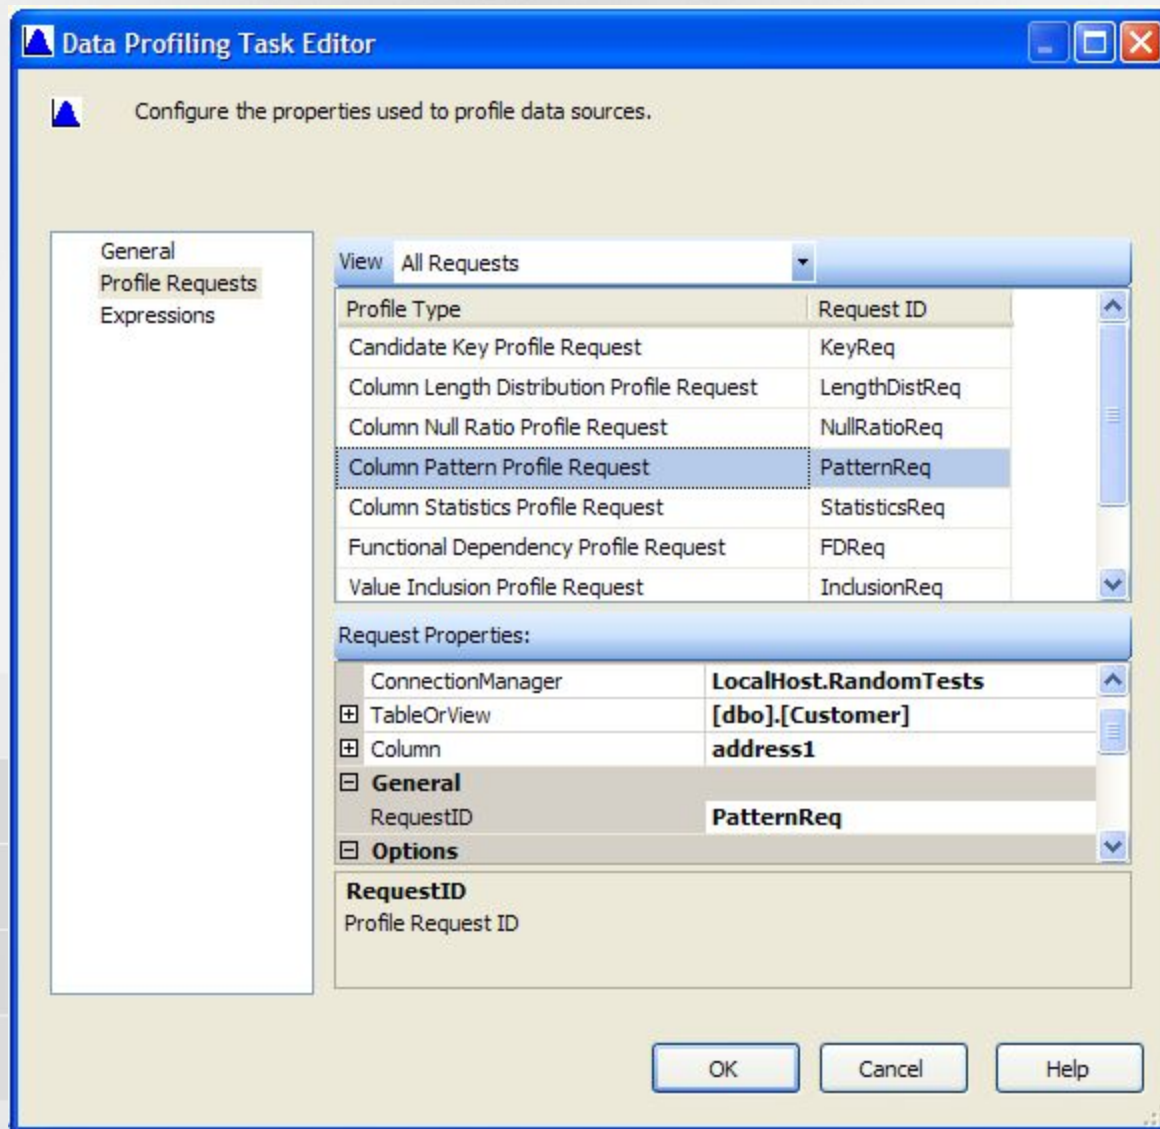 Data Profiling Task Editor
Configure the properties used to profile data sources.
General
Profile Requests
Expressions
View All Requests
Profile Type Request ID
Candidate Key Profile Request KeyReq
Column Length Distribution Profile Request LengthDistReq
Column Null Ratio Profile Request NullRatioReq
Column Pattern Profile Request PatternReq
Column Statistics Profile Request StatisticsReq
Functional Dependency Profile Request FDReq
Value Inclusion Profile Request InclusionReq
Request Properties:
ConnectionManager LocalHost.RandomTests
TableOrView [dbo].[Customer]
Column address1
General
RequestID PatternReq
Options
RequestID
Profile Request ID
OK Cancel Help